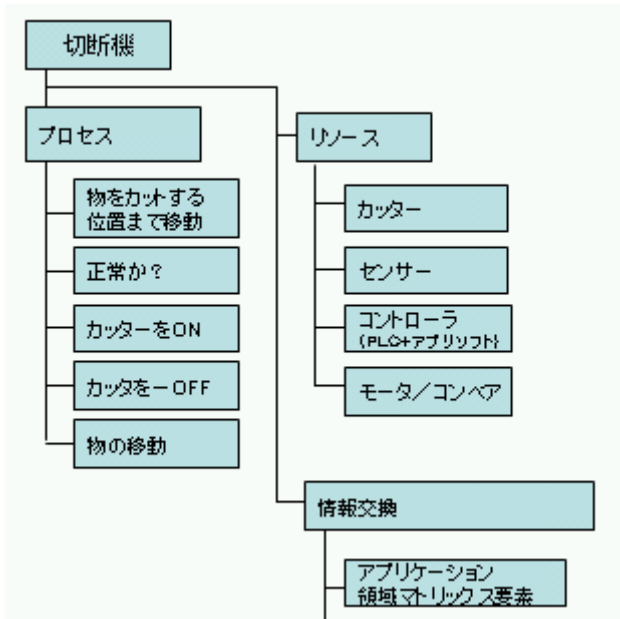 切断機
プロセス
物をカットする
位置まで移動
正常か?
カッターをON
カッタをーOFF
物の移動
リソース
カッター
センサー
コントローラ
(PLC+アプリソフト)
モータ/コンベア
情報交換
アプリケーション
領域マトリックス要素